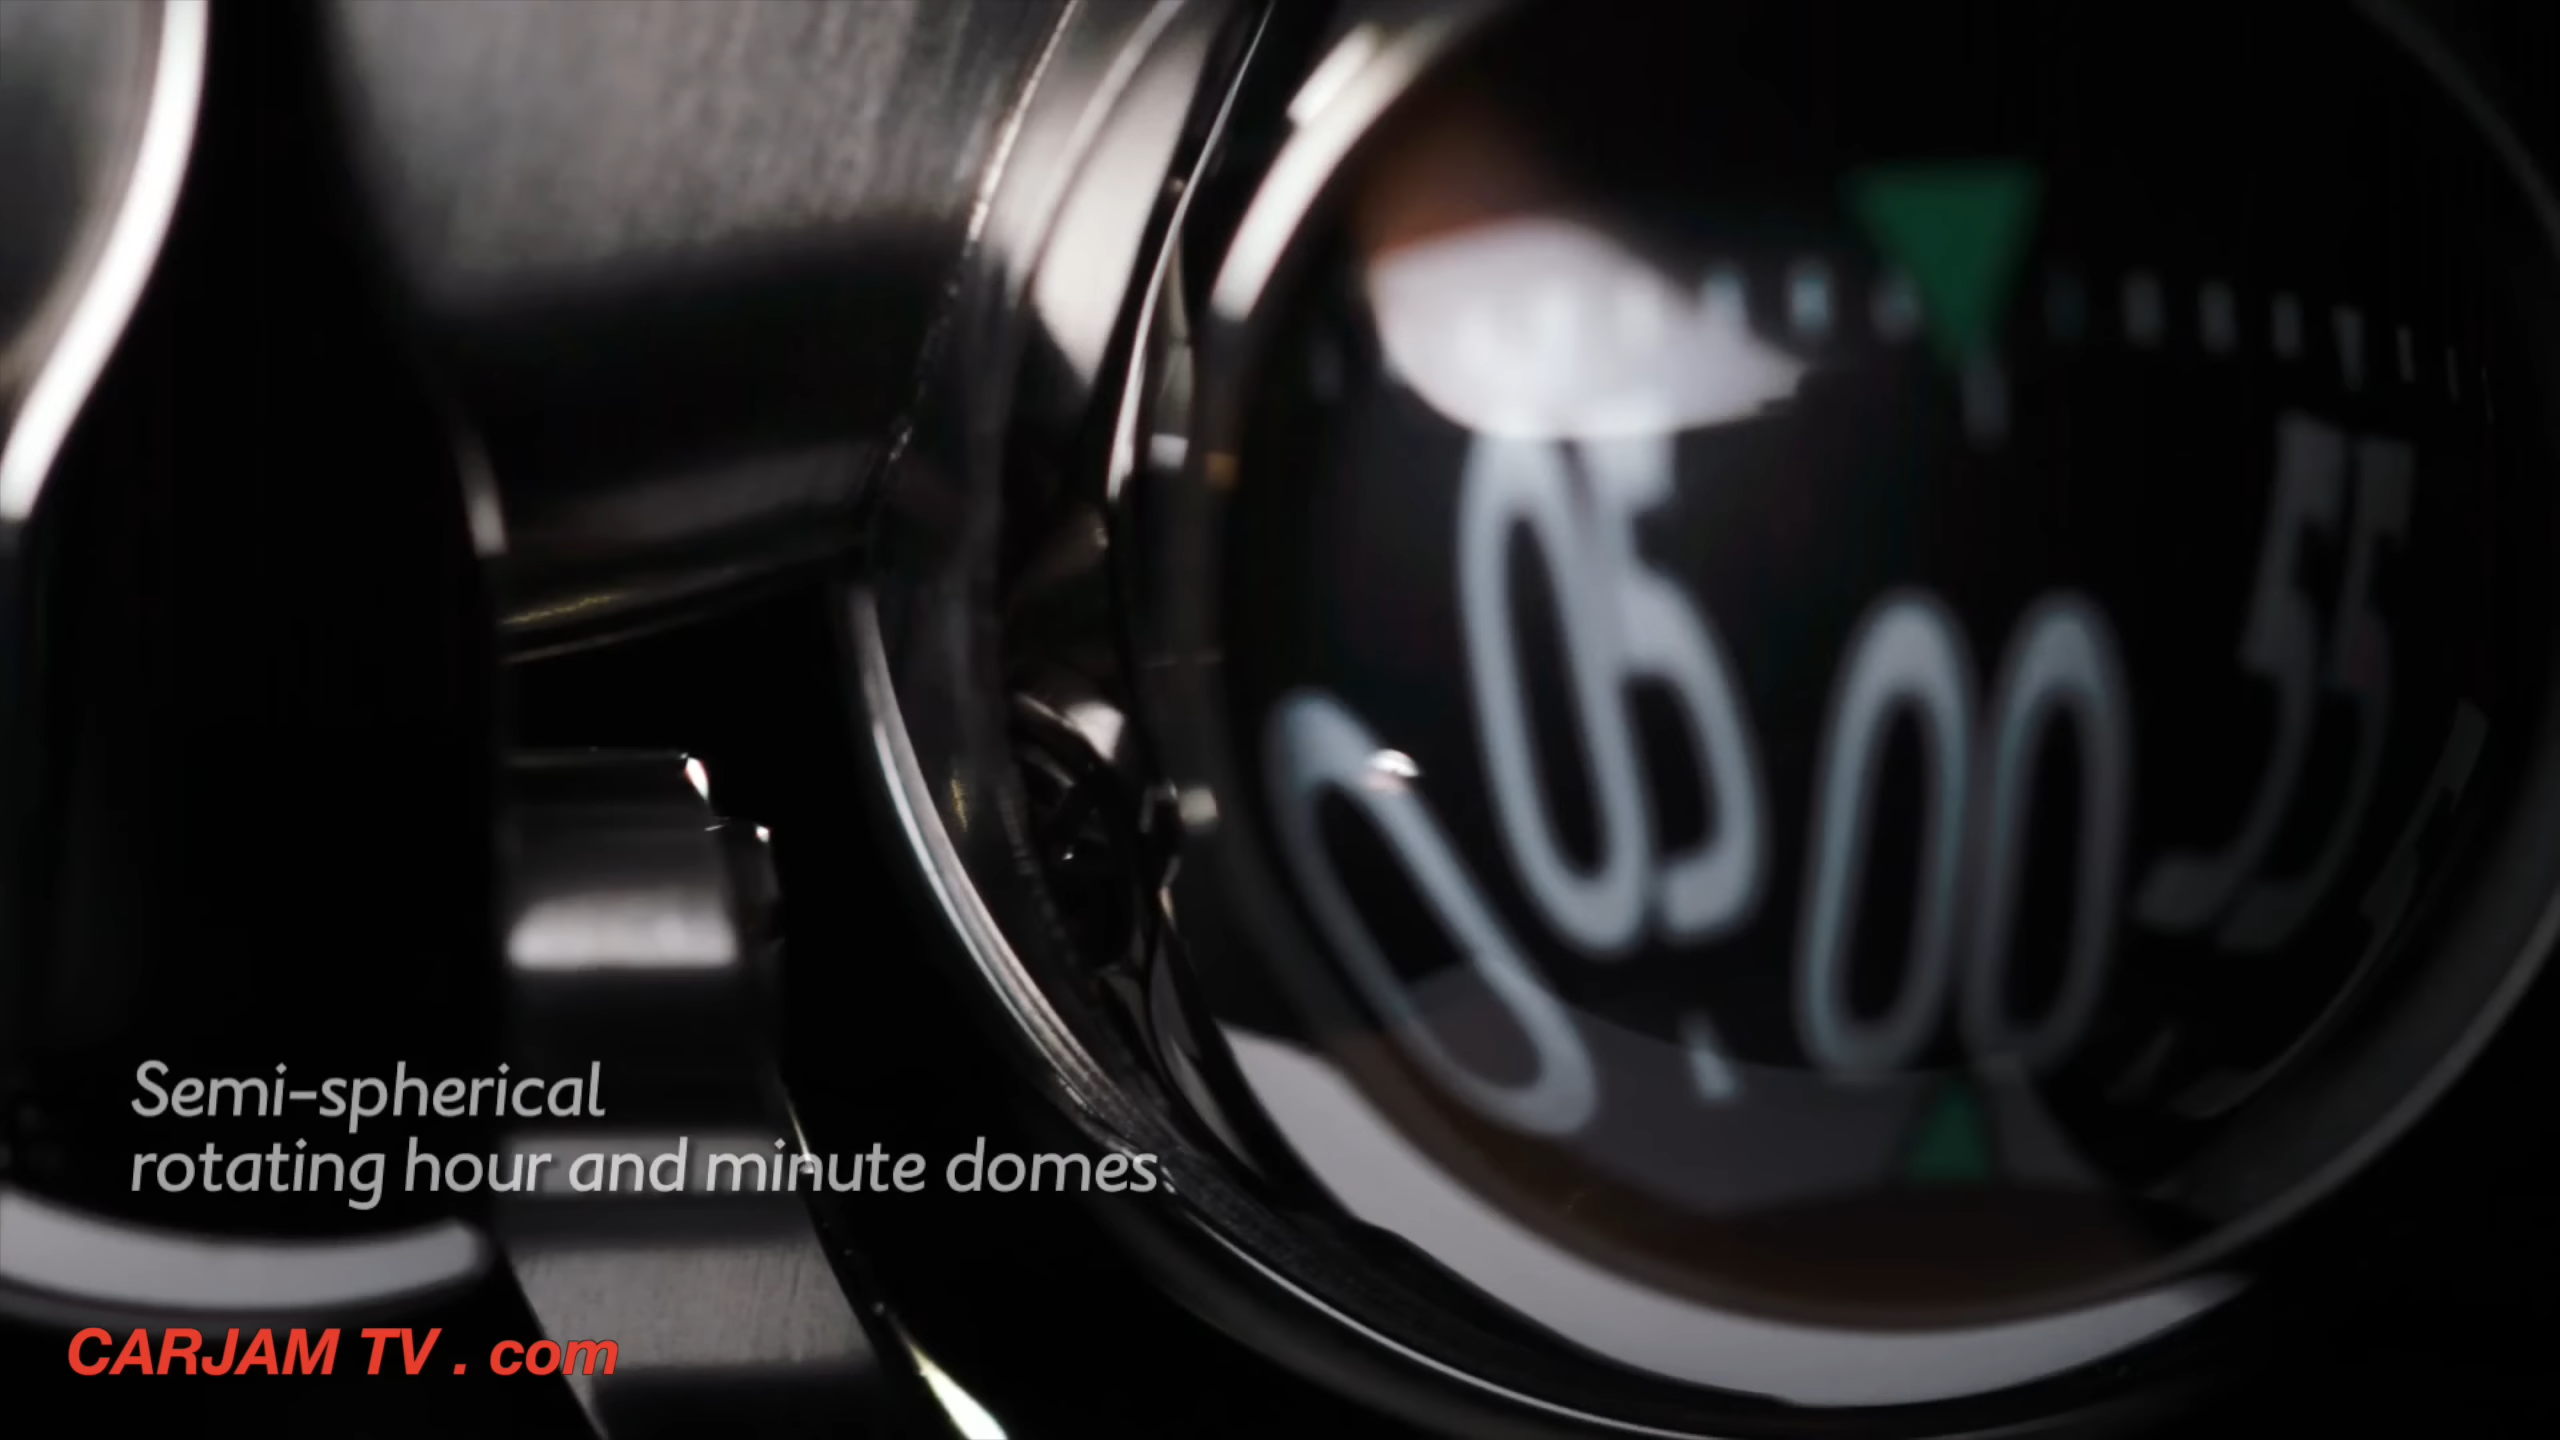 05
00
55
Semi-spherical
rotating hour and minute domes
CARJAM TV . com